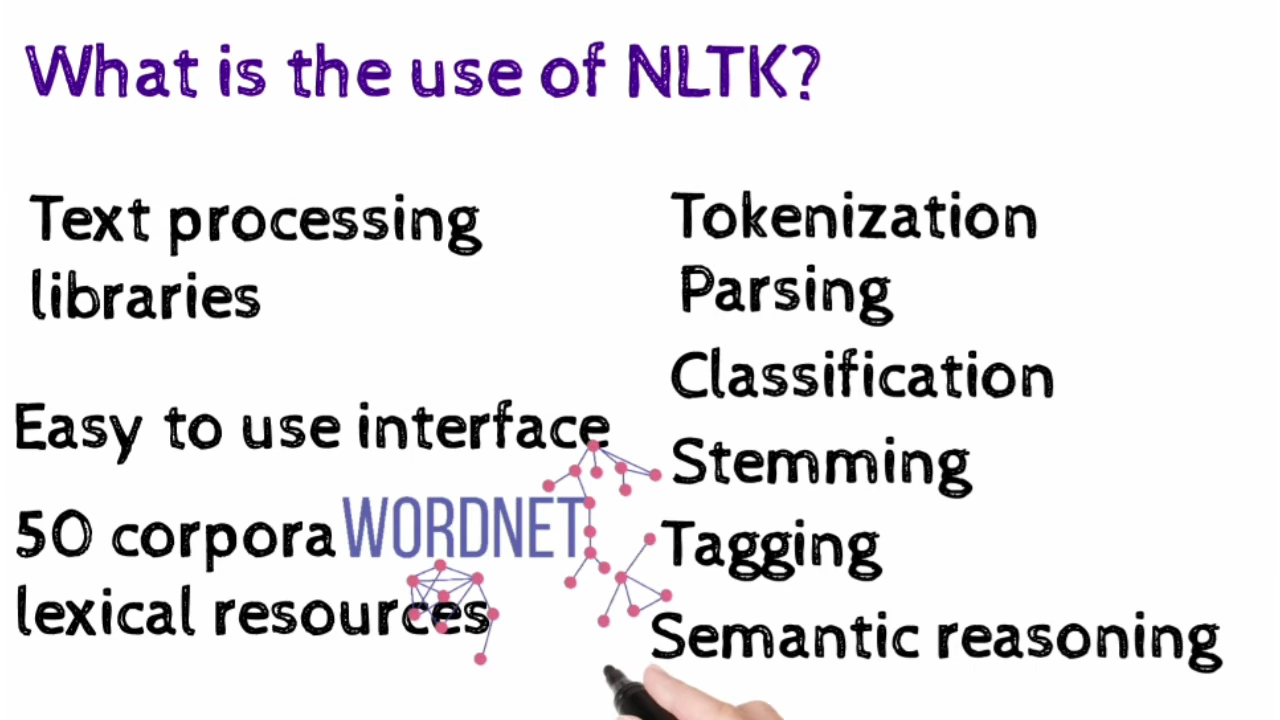 What is the use of NLTK?
Text processing
libraries
Easy to use interface
50 corpora WORDNET
lexical resources
Tokenization
Parsing
Classification
Stemming
Tagging
Semantic reasoning